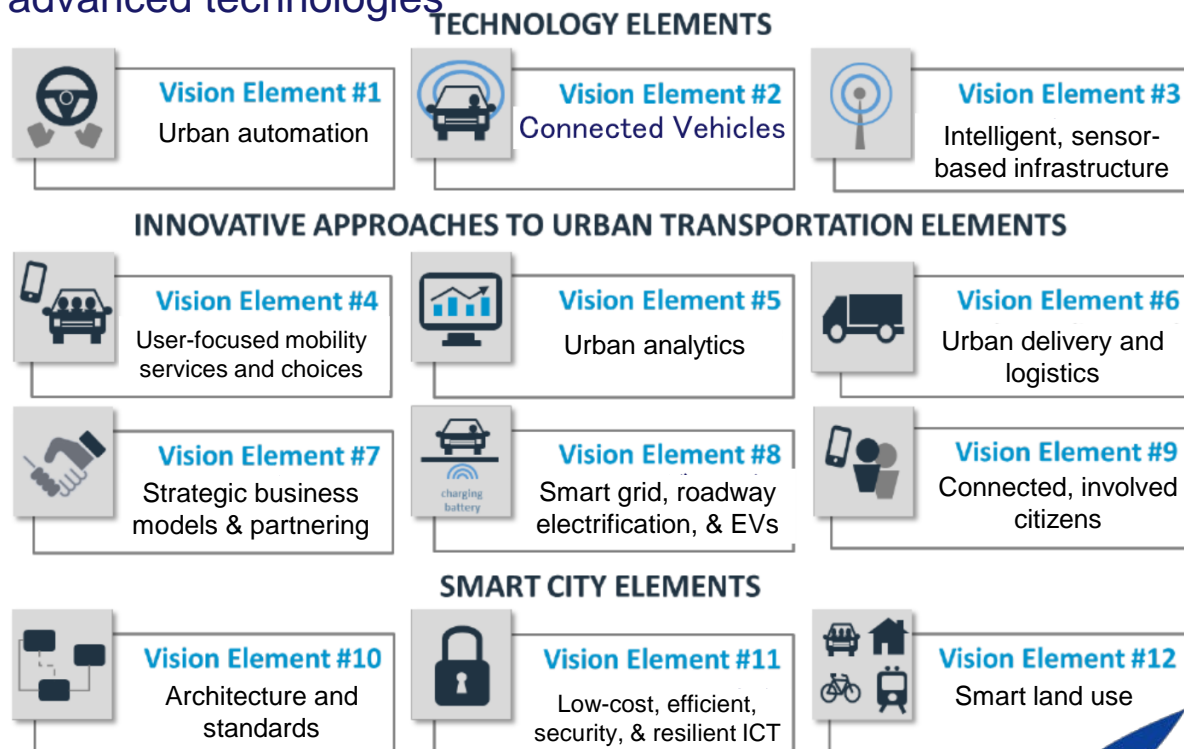 advanced technologies
TECHNOLOGY ELEMENTS
Vision Element #1
Urban automation
Vision Element #2
Connected Vehicles
Vision Element #3
Intelligent, sensor-
based infrastructure
INNOVATIVE APPROACHES TO URBAN TRANSPORTATION ELEMENTS
Vision Element #4
User-focused mobility
services and choices
Vision Element #5
Urban analytics
Vision Element #6
Urban delivery and
logistics
Vision Element #7
Strategic business
models & partnering
charging
battery
Vision Element #8
Smart grid, roadway
electrification, & EVs
Vision Element #9
Connected, involved
citizens
SMART CITY ELEMENTS
Vision Element #10
Architecture and
standards
Vision Element #11
Low-cost, efficient,
security, & resilient ICT
Vision Element #12
Smart land use